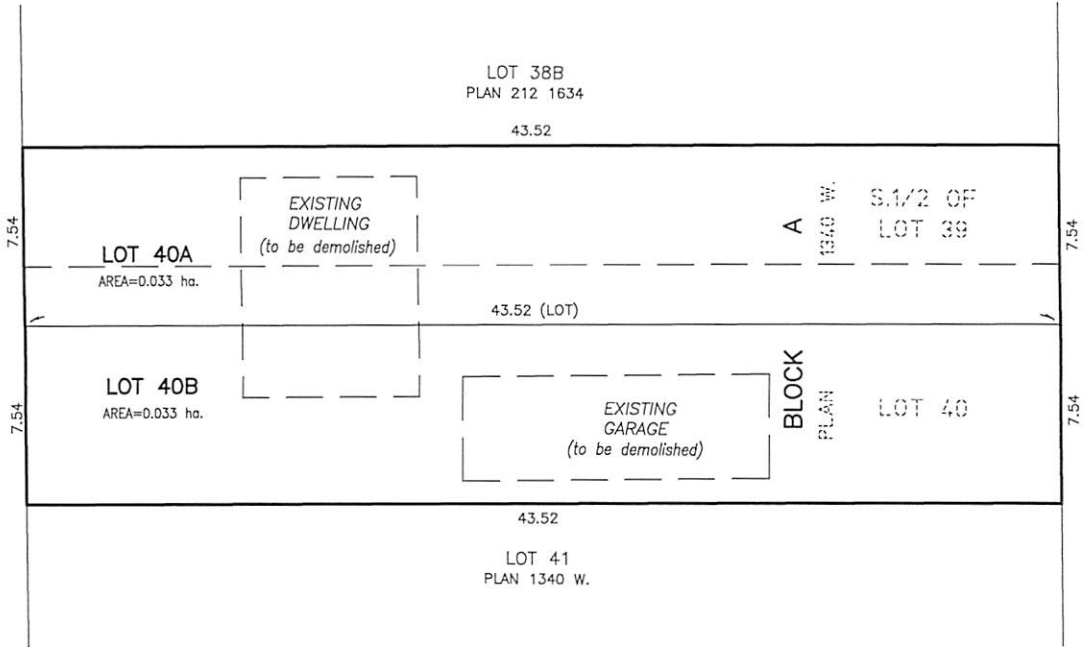 LOT 38B
PLAN 212 1634
43.52
7.54
EXISTING
DWELLING
(to be demolished)
A
1340 W.
S.1/2 OF
LOT 39
7.54
LOT 40A
AREA=0.033 ha.
43.52 (LOT)
7.54
LOT 40B
AREA=0.033 ha.
EXISTING
GARAGE
(to be demolished)
BLOCK
PLAN
LOT 40
7.54
43.52
LOT 41
PLAN 1340 W.